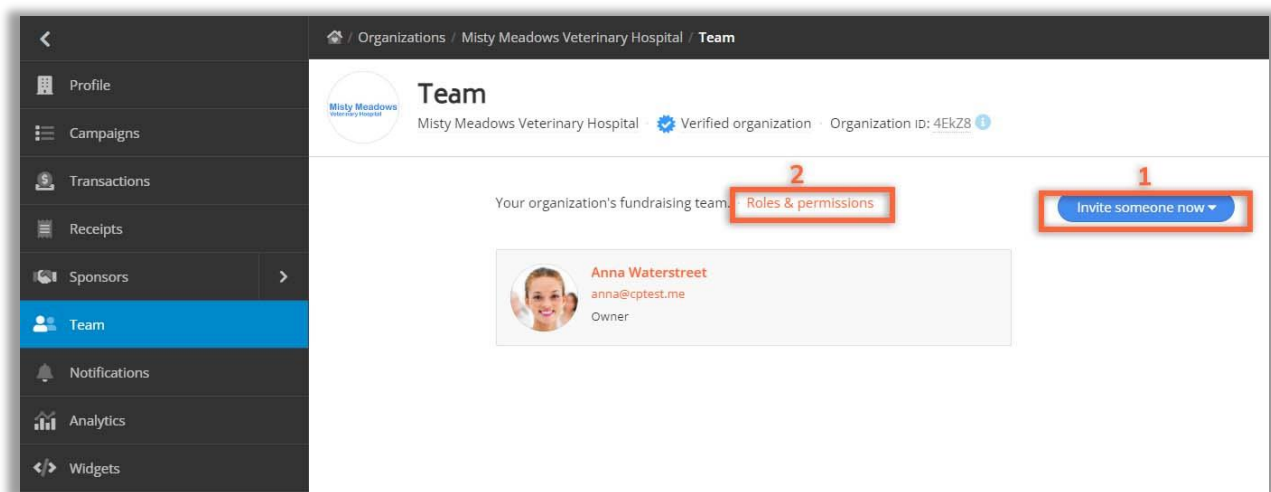 / Organizations / Misty Meadows Veterinary Hospital / Team
Profile
Campaigns
Transactions
Receipts
Sponsors
Team
Notifications
Analytics
Widgets
Misty Meadows
Veterinary Hospital
Team
Misty Meadows Veterinary Hospital · Verified organization · Organization ID: 4EkZ8
2
1
Your organization's fundraising team. · Roles & permissions
Invite someone now
Anna Waterstreet
anna@cptest.me
Owner